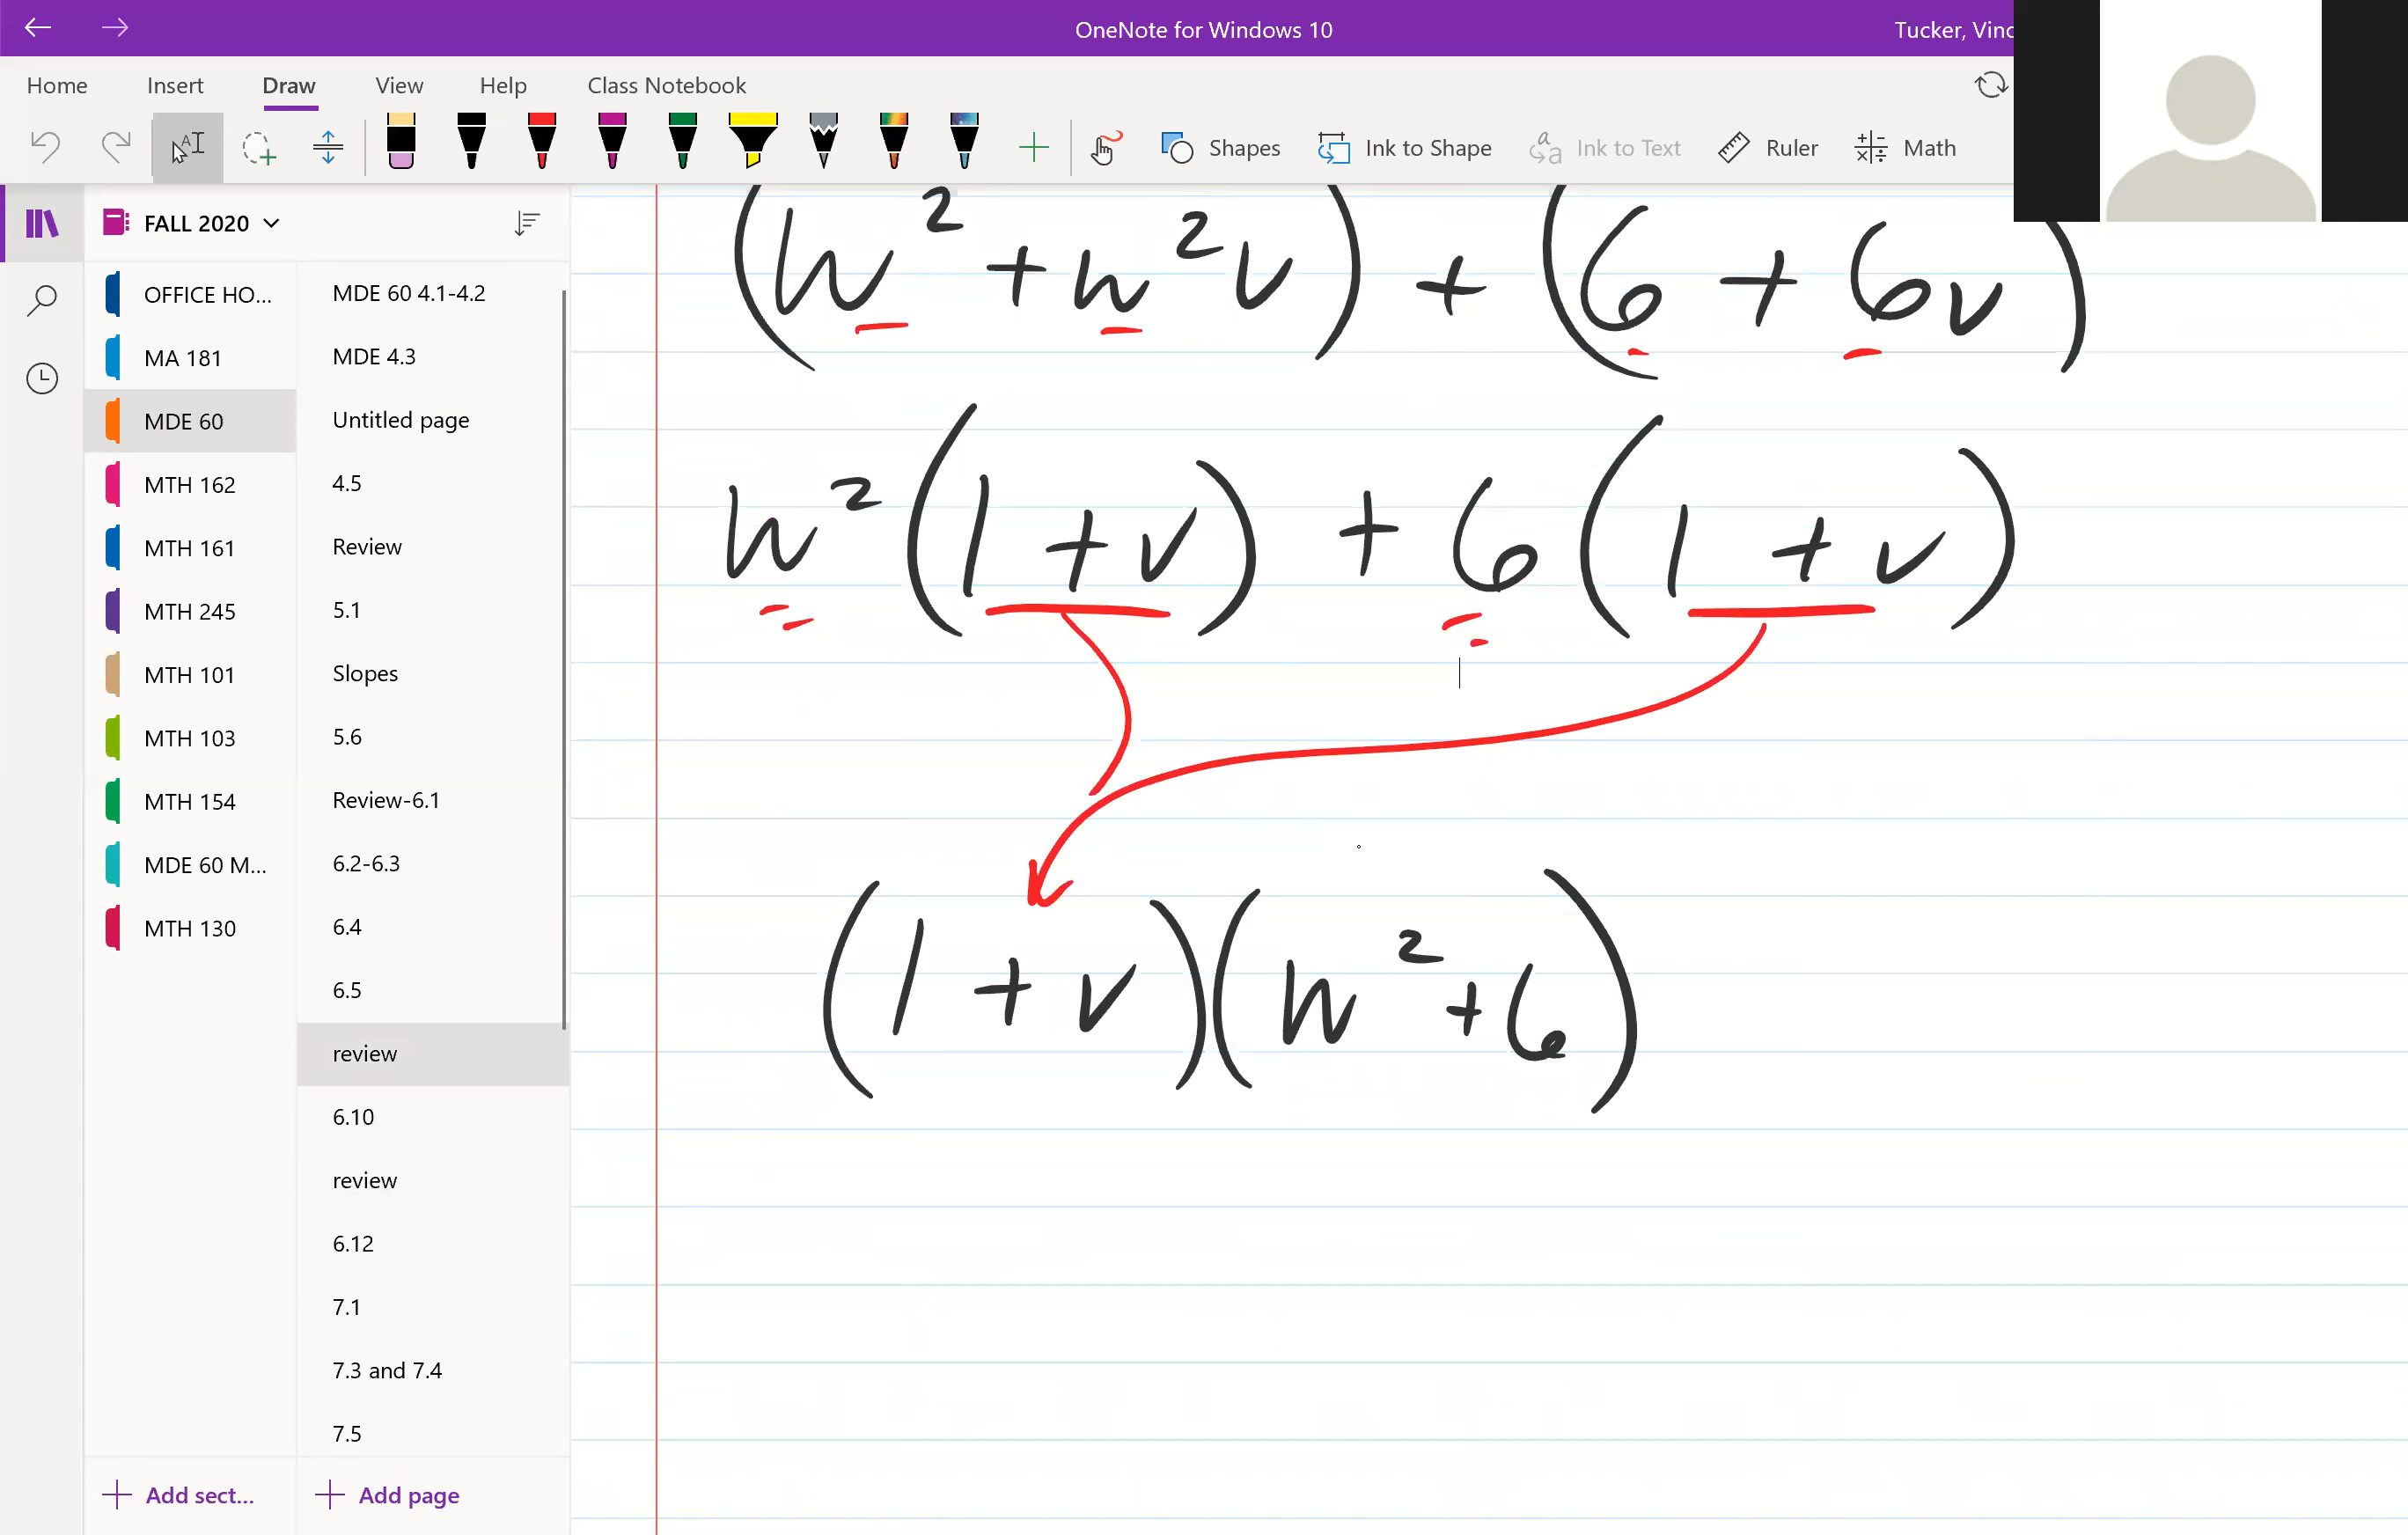 OneNote for Windows 10
Tucker, Vinc
Home Insert Draw View Help Class Notebook
Shapes Ink to Shape Ink to Text Ruler Math
FALL 2020
OFFICE HO...
MA 181
MDE 60
MTH 162
MTH 161
MTH 245
MTH 101
MTH 103
MTH 154
MDE 60 M...
MTH 130
Add sect...
MDE 60 4.1-4.2
MDE 4.3
Untitled page
4.5
Review
5.1
Slopes
5.6
Review-6.1
6.2-6.3
6.4
6.5
review
6.10
review
6.12
7.1
7.3 and 7.4
7.5
Add page
(w² + w²v) + (6 + 6v)
w²(1 + v) + 6(1 + v)
(1 + v)(w² + 6)